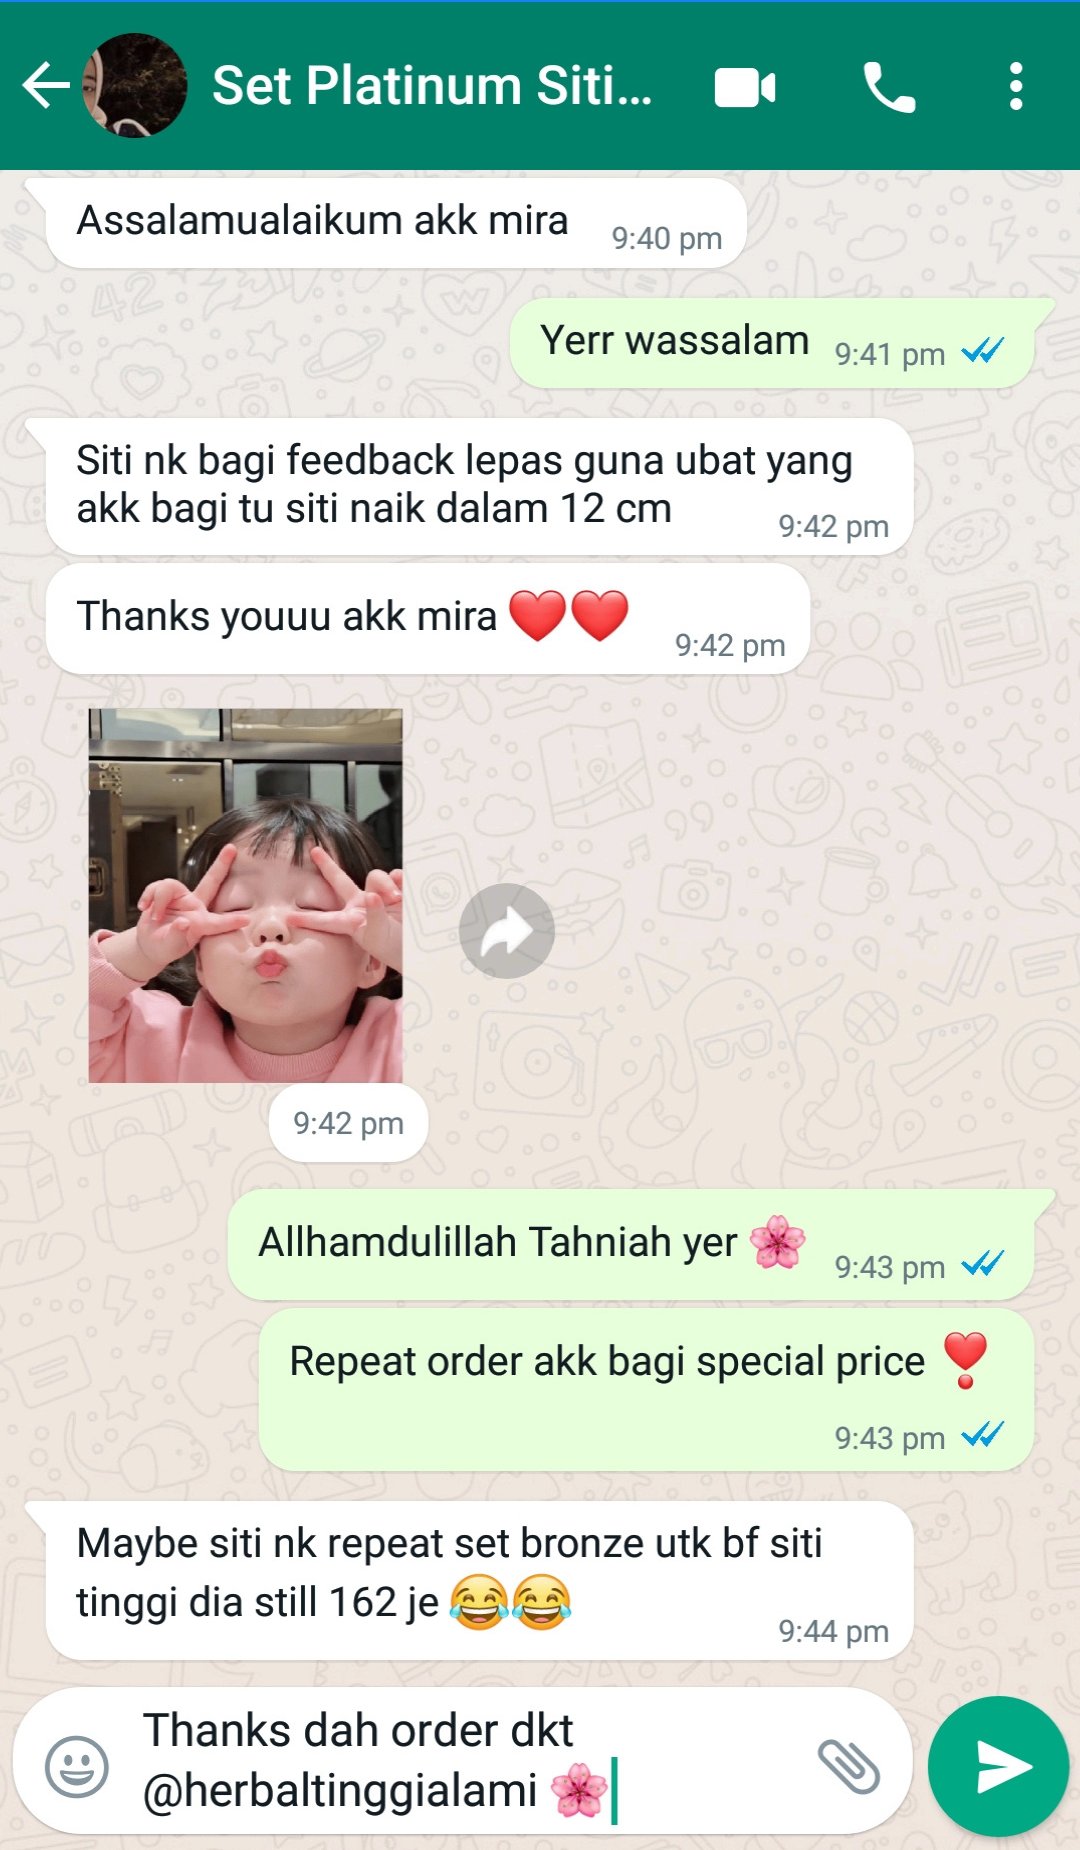 Set Platinum Siti...
Assalamualaikum akk mira
9:40 pm
Yerr wassalam
9:41 pm
Siti nk bagi feedback lepas guna ubat yang
akk bagi tu siti naik dalam 12 cm
9:42 pm
Thanks youuu akk mira ❤️❤️
9:42 pm
9:42 pm
Allhamdulillah Tahniah yer 🌸
9:43 pm
Repeat order akk bagi special price ❣️
9:43 pm
Maybe siti nk repeat set bronze utk bf siti
tinggi dia still 162 je 😂😂
9:44 pm
Thanks dah order dkt
@herbaltinggialami 🌸